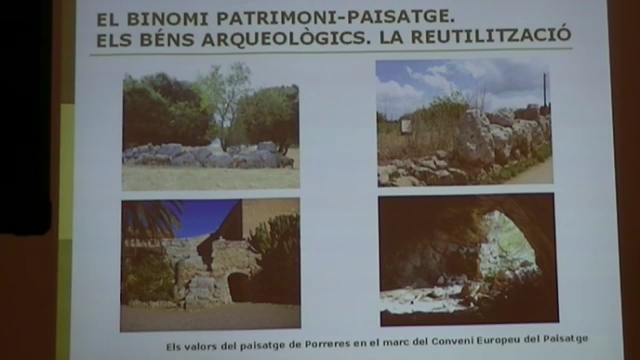 EL BINOMI PATRIMONI-PAISATGE.
ELS BÉNS ARQUEOLÒGICS. LA REUTILITZACIÓ
Els valors del paisatge de Porreres en el marc del Conveni Europeu del Paisatge